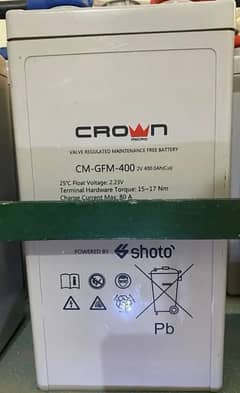 CROWN
MICRO
VALVE REGULATED MAINTENANCE FREE BATTERY
CM-GFM-400 2V 400.0Ah(C10)
25℃ Float Voltage: 2.23V
Terminal Hardware Torque: 15~17 Nm
Charge Current Max: 80 A
POWERED BY shoto
Pb